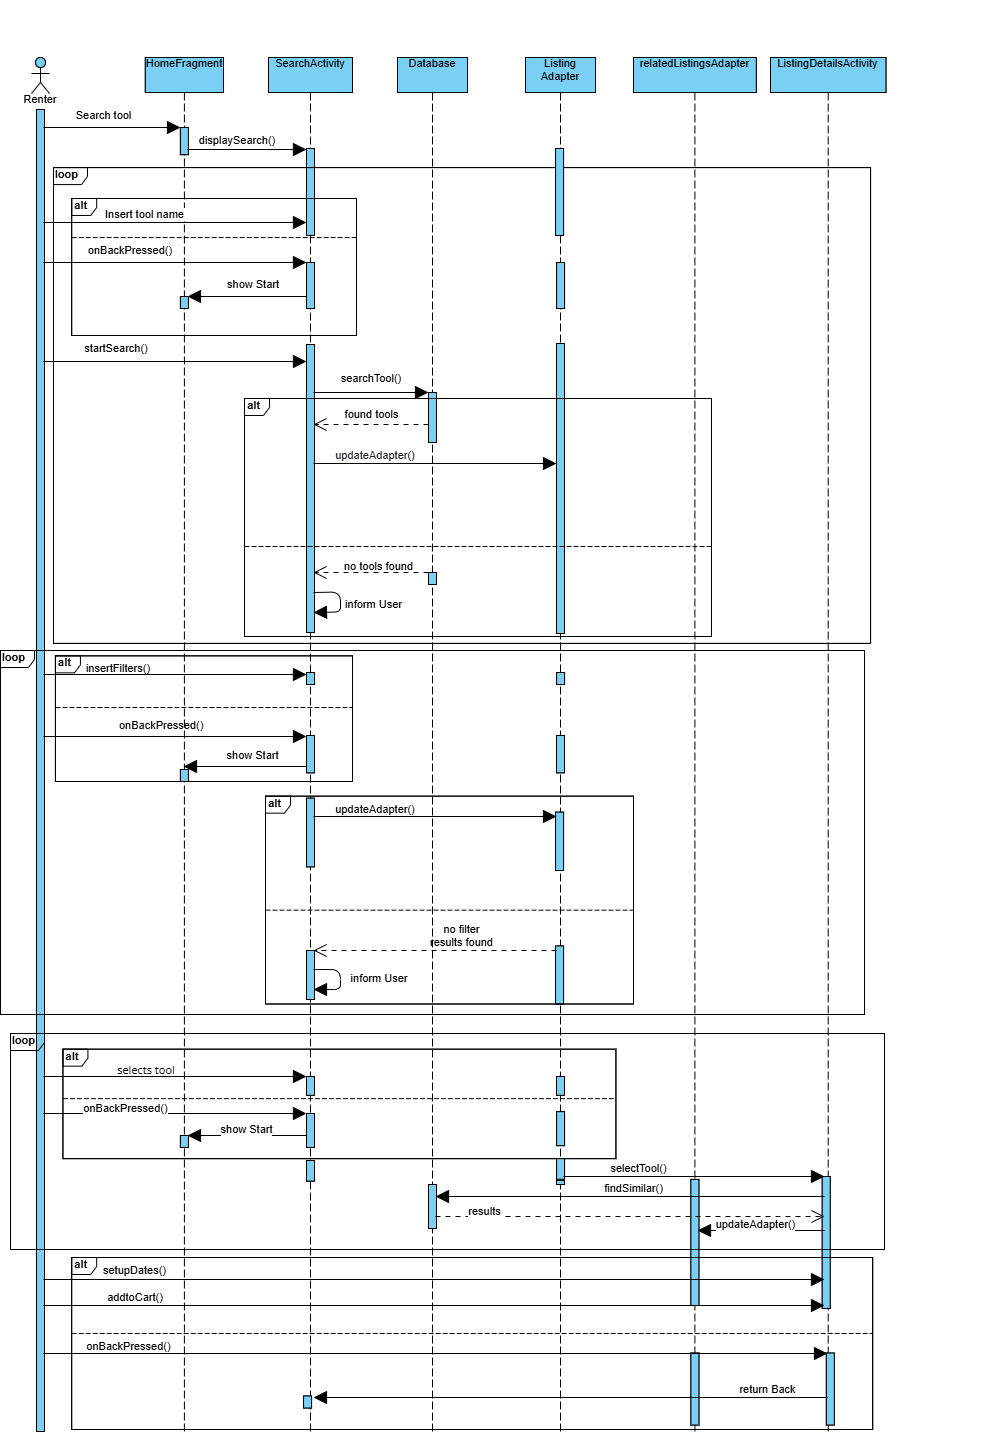 HomeFragment
SearchActivity
Database
Listing
Adapter
relatedListingsAdapter
ListingDetailsActivity
Renter
Search tool
displaySearch()
loop
alt
Insert tool name
onBackPressed()
show Start
startSearch()
searchTool()
alt
found tools
updateAdapter()
no tools found
inform User
loop
alt
insertFilters()
onBackPressed()
show Start
alt
updateAdapter()
no filter
results found
inform User
loop
alt
selects tool
onBackPressed()
show Start
selectTool()
findSimilar()
results
updateAdapter()
alt
setupDates()
addtoCart()
onBackPressed()
return Back